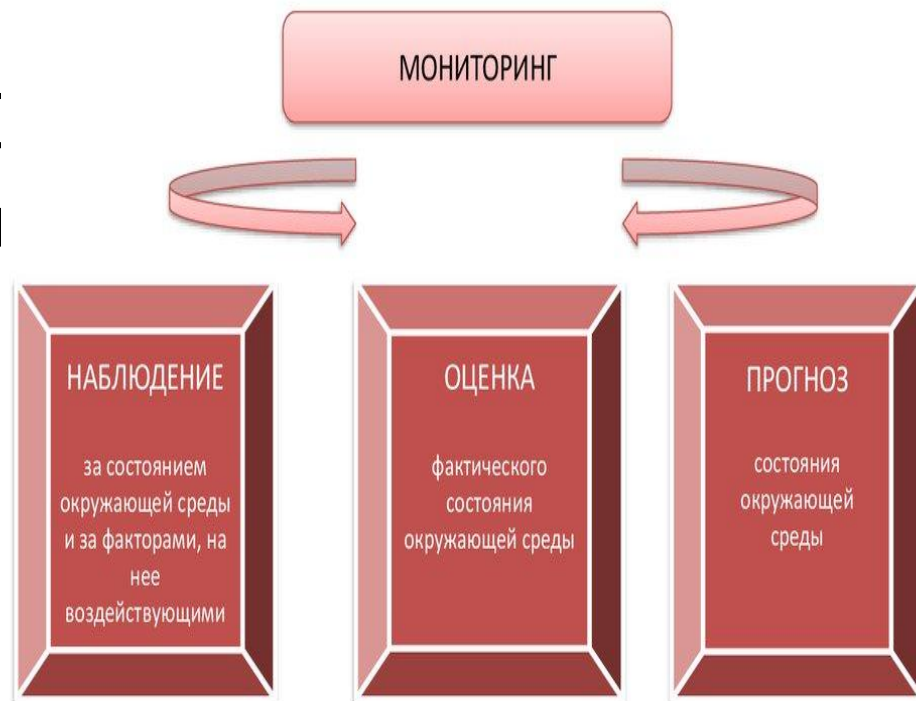 МОНИТОРИНГ
НАБЛЮДЕНИЕ
за состоянием
окружающей среды
и за факторами, на
нее
воздействующими
ОЦЕНКА
фактического
состояния
окружающей среды
ПРОГНОЗ
состояния
окружающей
среды